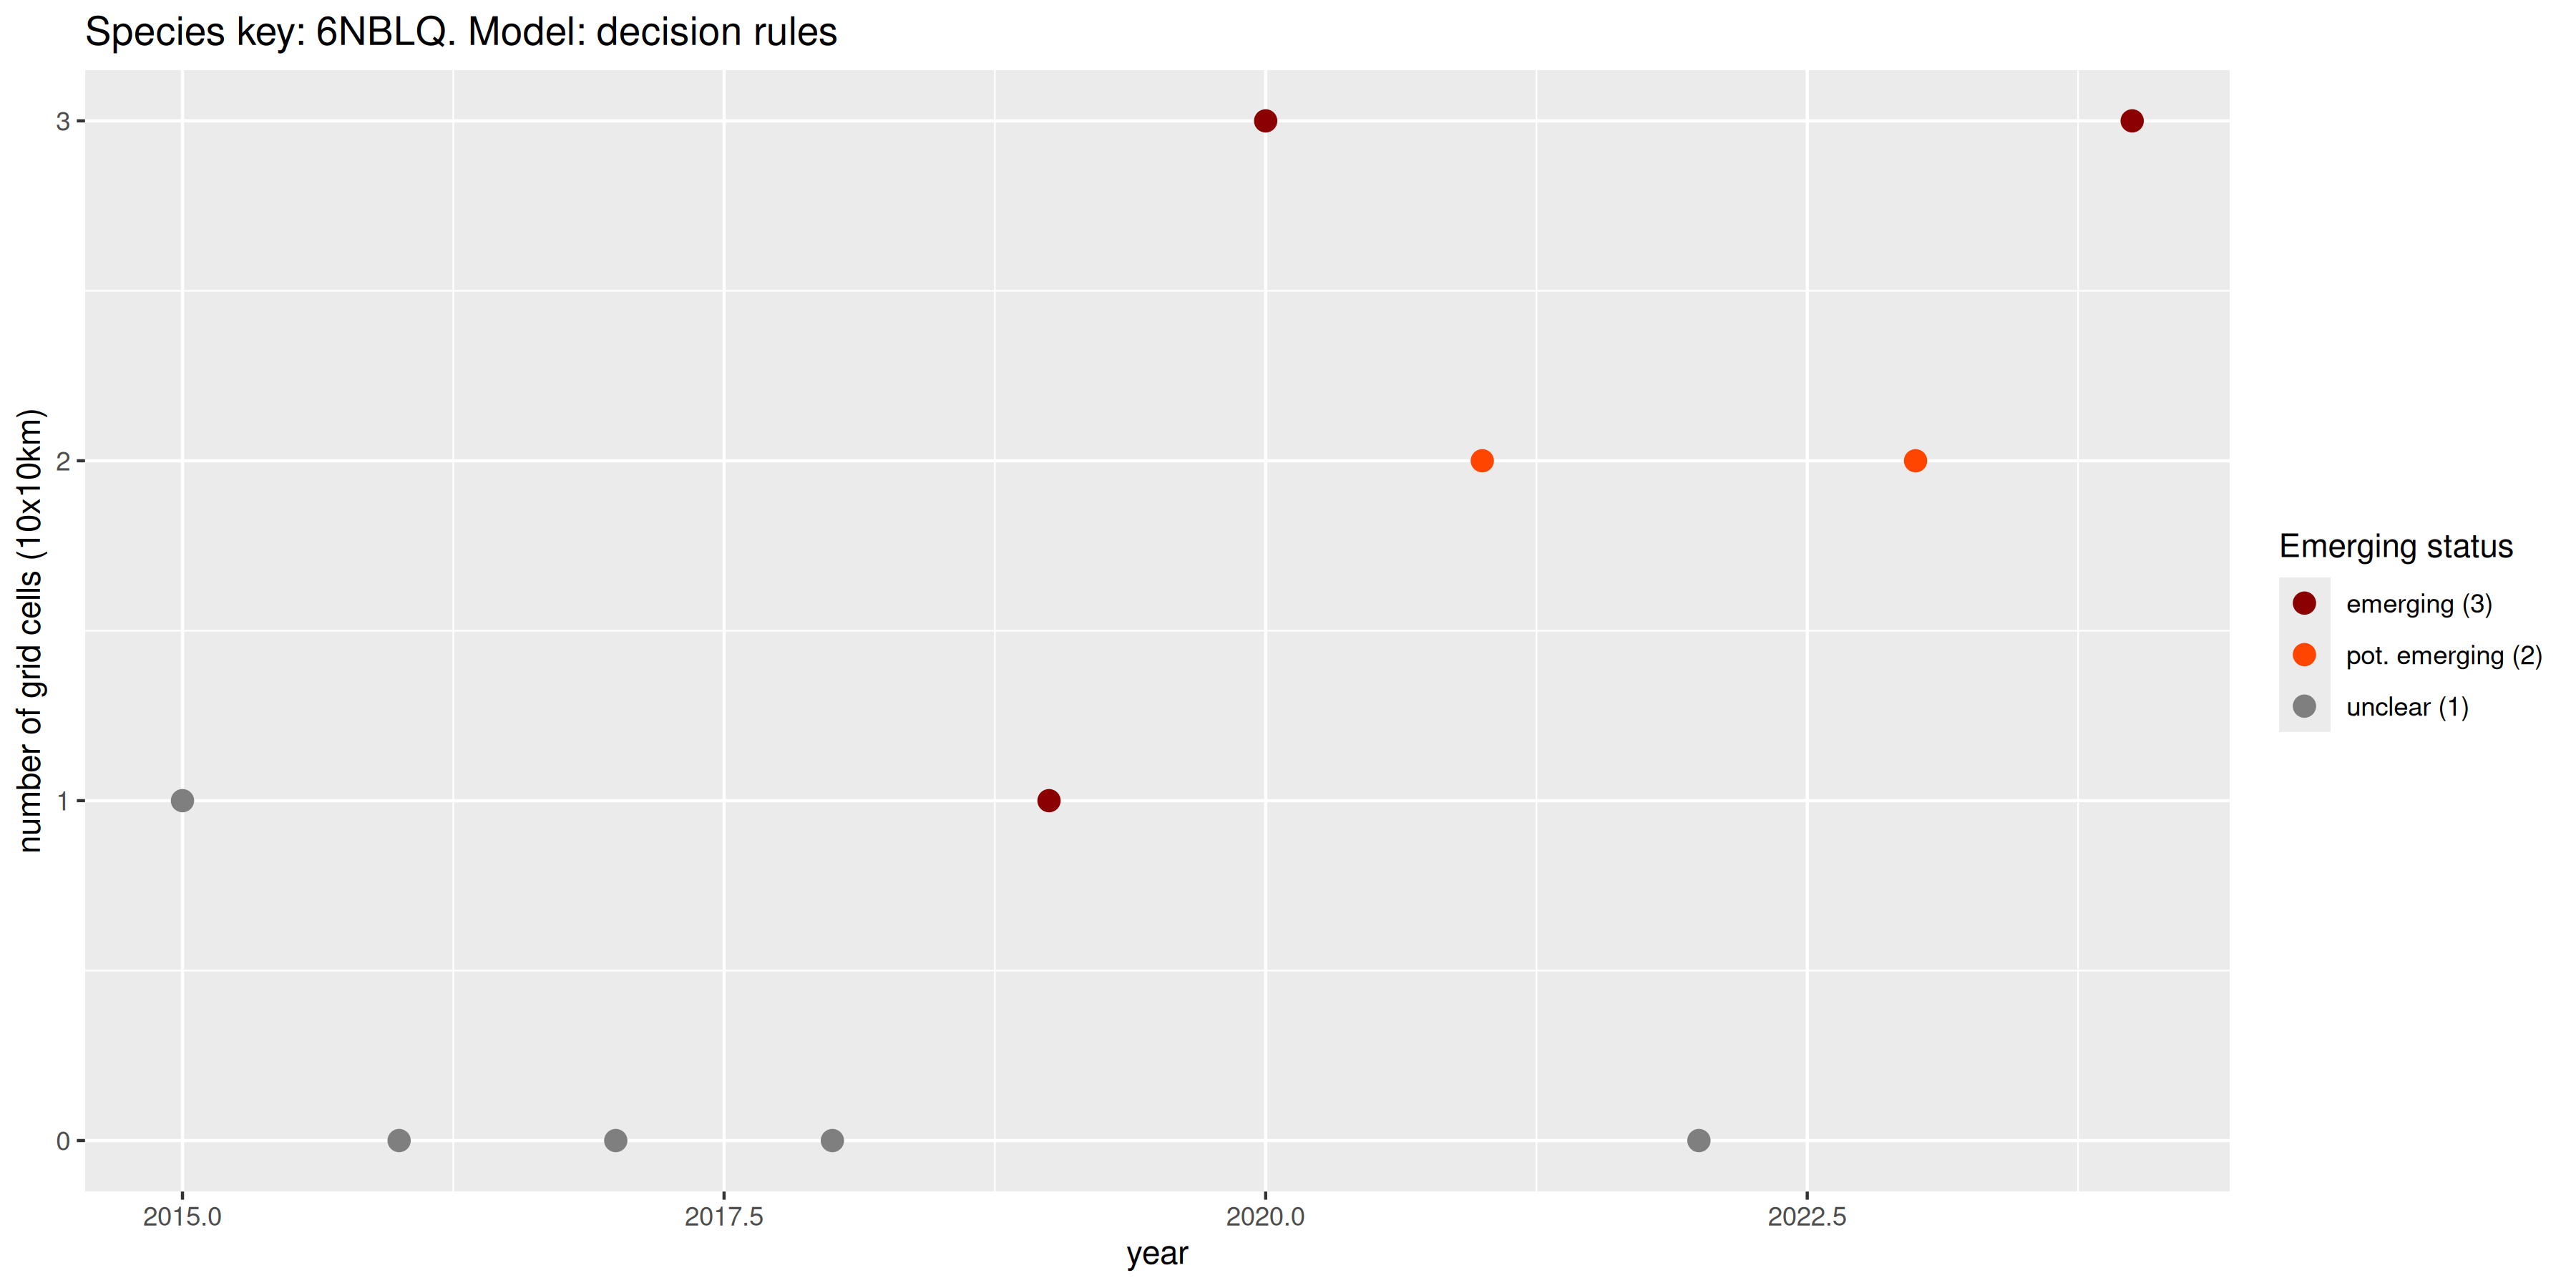 Species key: 6NBLQ. Model: decision rules
number of grid cells (10x10km)
3
2
1
0
2015.0
2017.5
2020.0
2022.5
year
Emerging status
emerging (3)
pot. emerging (2)
unclear (1)